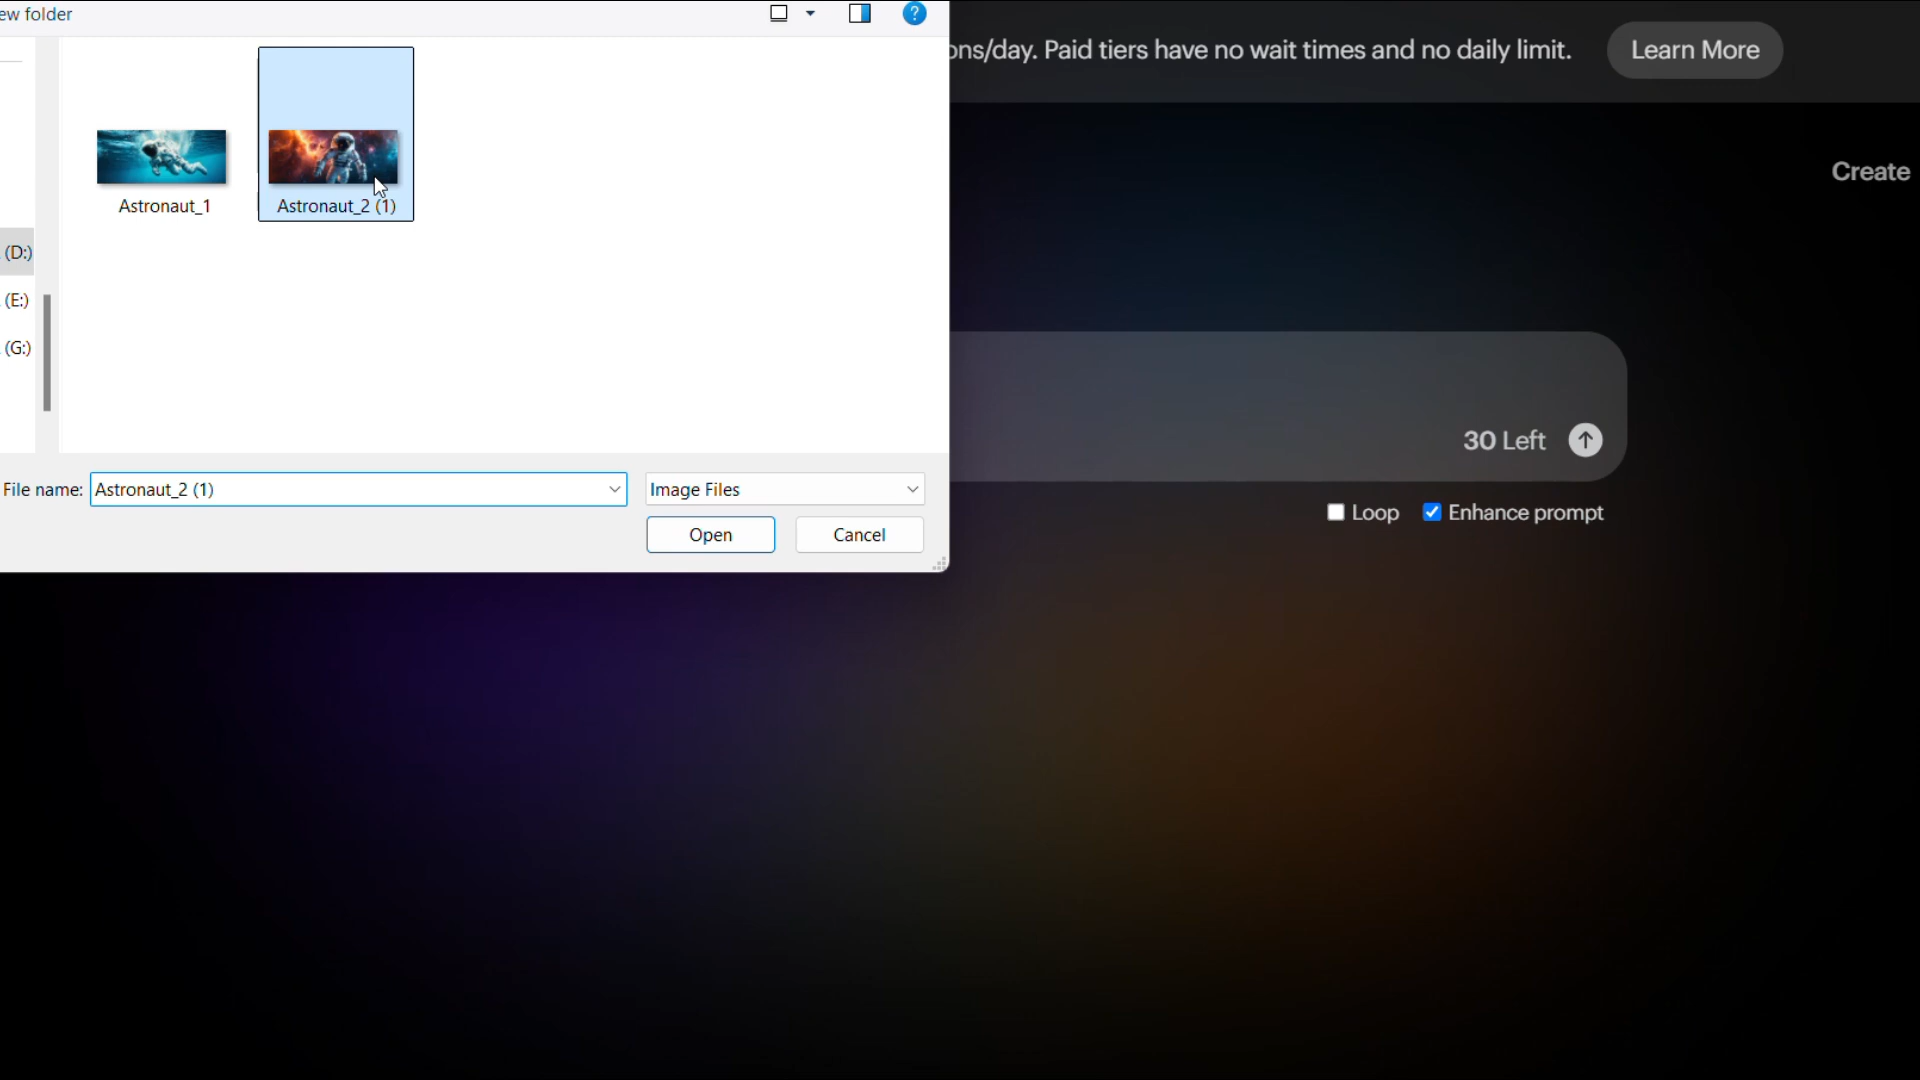 ew folder
ons/day. Paid tiers have no wait times and no daily limit.
Learn More
Create
Astronaut_1
Astronaut_2 (1)
(D:)
(E:)
(G:)
30 Left
File name:
Astronaut_2 (1)
Image Files
Open
Cancel
Loop
Enhance prompt